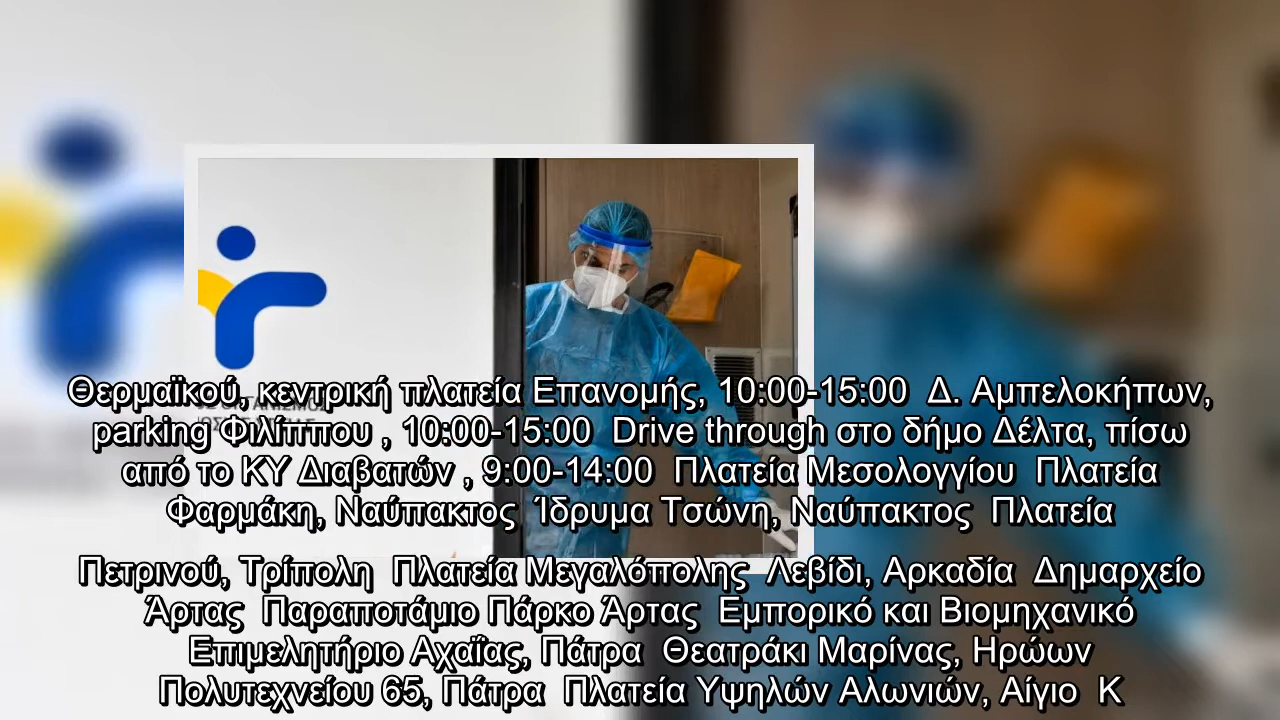 Θερμαϊκού, κεντρική πλατεία Επανομής, 10:00-15:00 Δ. Αμπελοκήπων,
parking Φιλίππου , 10:00-15:00 Drive through στο δήμο Δέλτα, πίσω
από το ΚΥ Διαβατών , 9:00-14:00 Πλατεία Μεσολογγίου Πλατεία
Φαρμάκη, Ναύπακτος Ίδρυμα Τσώνη, Ναύπακτος Πλατεία
Πετρινού, Τρίπολη Πλατεία Μεγαλόπολης Λεβίδι, Αρκαδία Δημαρχείο
Άρτας Παραποτάμιο Πάρκο Άρτας Εμπορικό και Βιομηχανικό
Επιμελητήριο Αχαΐας, Πάτρα Θεατράκι Μαρίνας, Ηρώων
Πολυτεχνείου 65, Πάτρα Πλατεία Υψηλών Αλωνιών, Αίγιο Κ